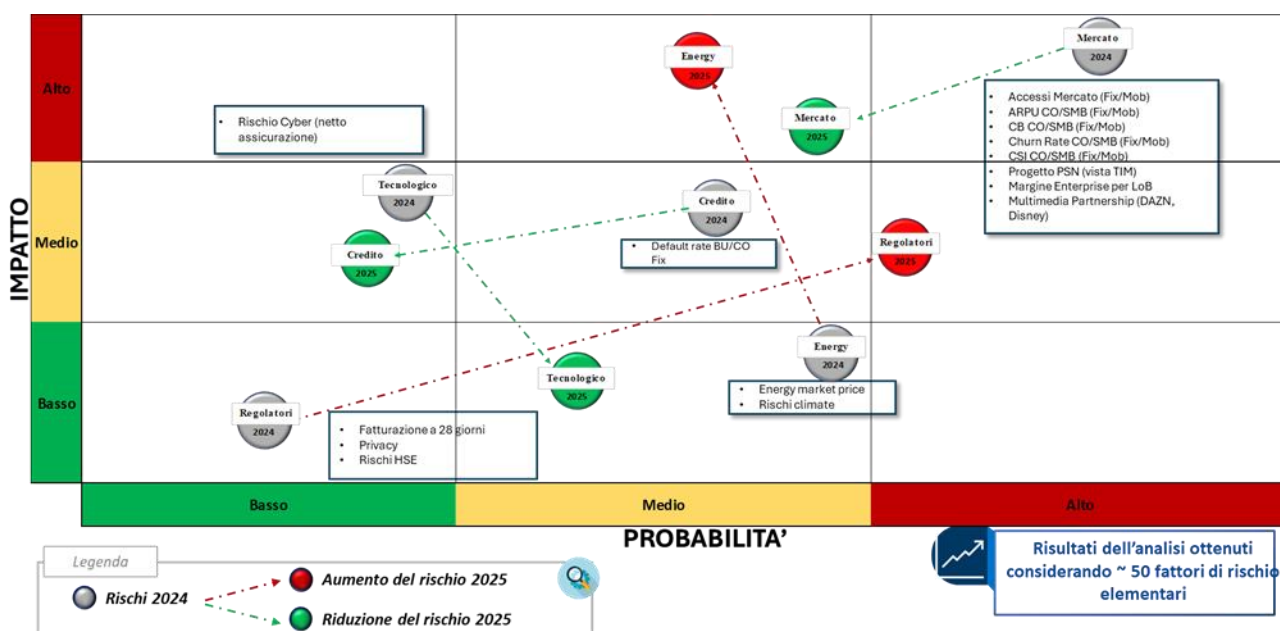 IMPATTO
Alto
Medio
Basso
Energy
2025
Mercato
2024
• Accessi Mercato (Fix/Mob)
• ARPU CO/SMB (Fix/Mob)
• CB CO/SMB (Fix/Mob)
• Churn Rate CO/SMB (Fix/Mob)
• CSI CO/SMB (Fix/Mob)
• Progetto PSN (vista TIM)
• Margine Enterprise per LoB
• Multimedia Partnership (DAZN,
Disney)
• Rischio Cyber (netto
assicurazione)
Mercato
2025
Tecnologico
2024
Credito
2024
• Default rate BU/CO
Fix
Credito
2025
Regolatori
2025
Energy
2024
• Energy market price
• Rischi climate
Tecnologico
2025
Regolatori
2024
• Fatturazione a 28 giorni
• Privacy
• Rischi HSE
Basso
Medio
Alto
PROBABILITA’
Legenda
Rischi 2024
Aumento del rischio 2025
Riduzione del rischio 2025
Risultati dell’analisi ottenuti
considerando ~ 50 fattori di rischio
elementari